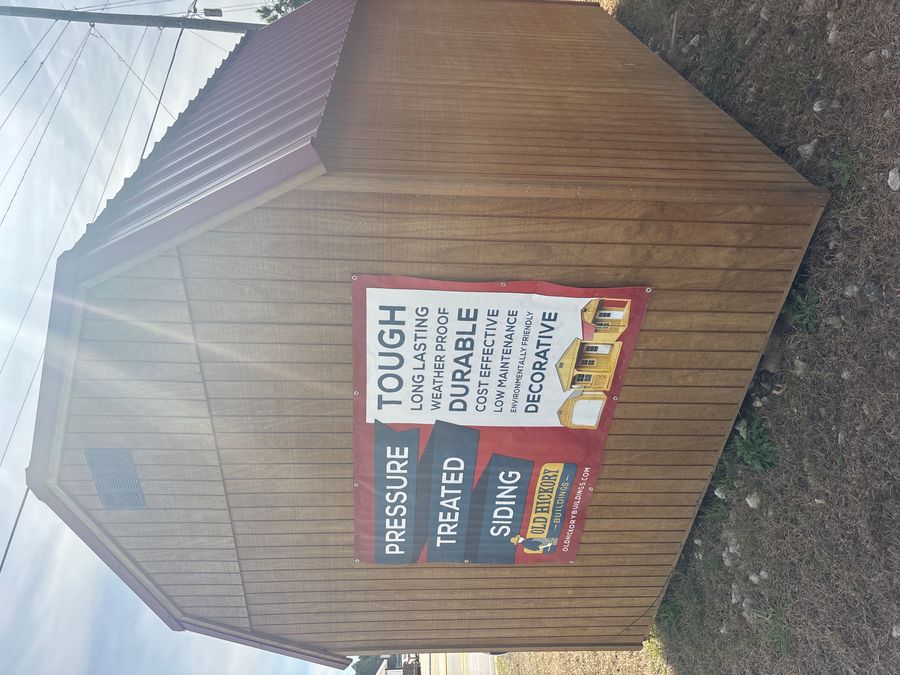 PRESSURE
TREATED
SIDING
OLD HICKORY
BUILDINGS
OLDHICKORYBUILDINGS.COM
TOUGH
LONG LASTING
WEATHER PROOF
DURABLE
COST EFFECTIVE
LOW MAINTENANCE
ENVIRONMENTALLY FRIENDLY
DECORATIVE